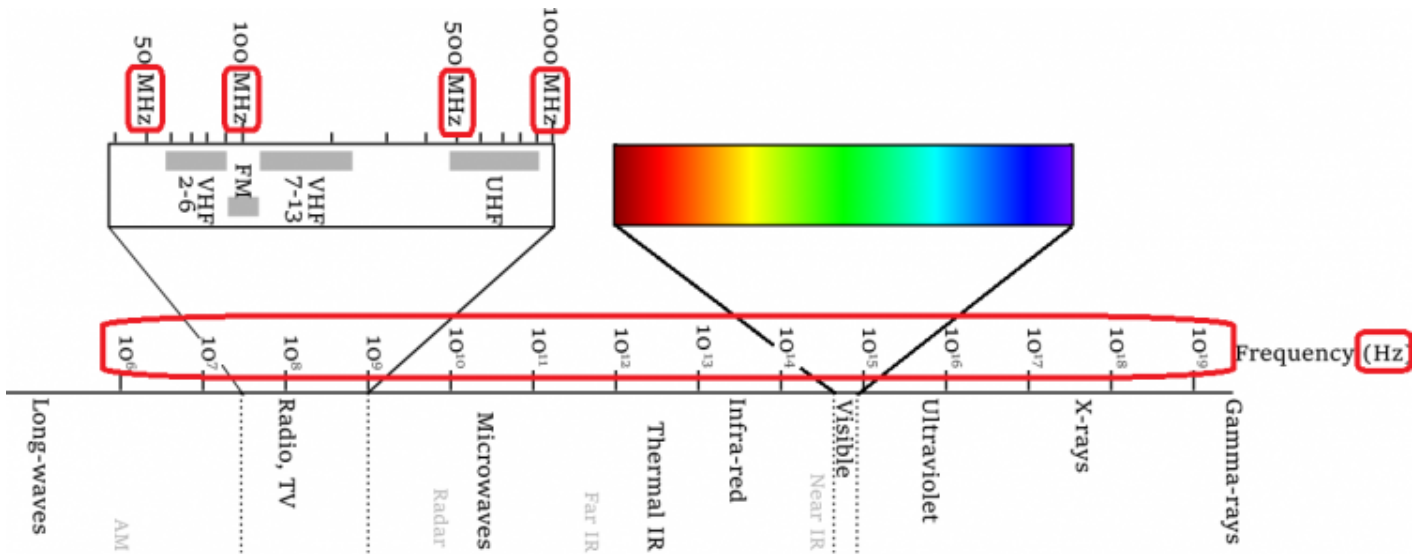 50 MHz
100 MHz
500 MHz
1000 MHz
VHF
2-6
FM
VHF
7-13
UHF
10⁶
10⁷
10⁸
10⁹
10¹⁰
10¹¹
10¹²
10¹³
10¹⁴
10¹⁵
10¹⁶
10¹⁷
10¹⁸
10¹⁹
Frequency (Hz)
Long-waves
Radio, TV
Microwaves
Thermal IR
Infra-red
Visible
Ultraviolet
X-rays
Gamma-rays
AM
Radar
Far IR
Near IR